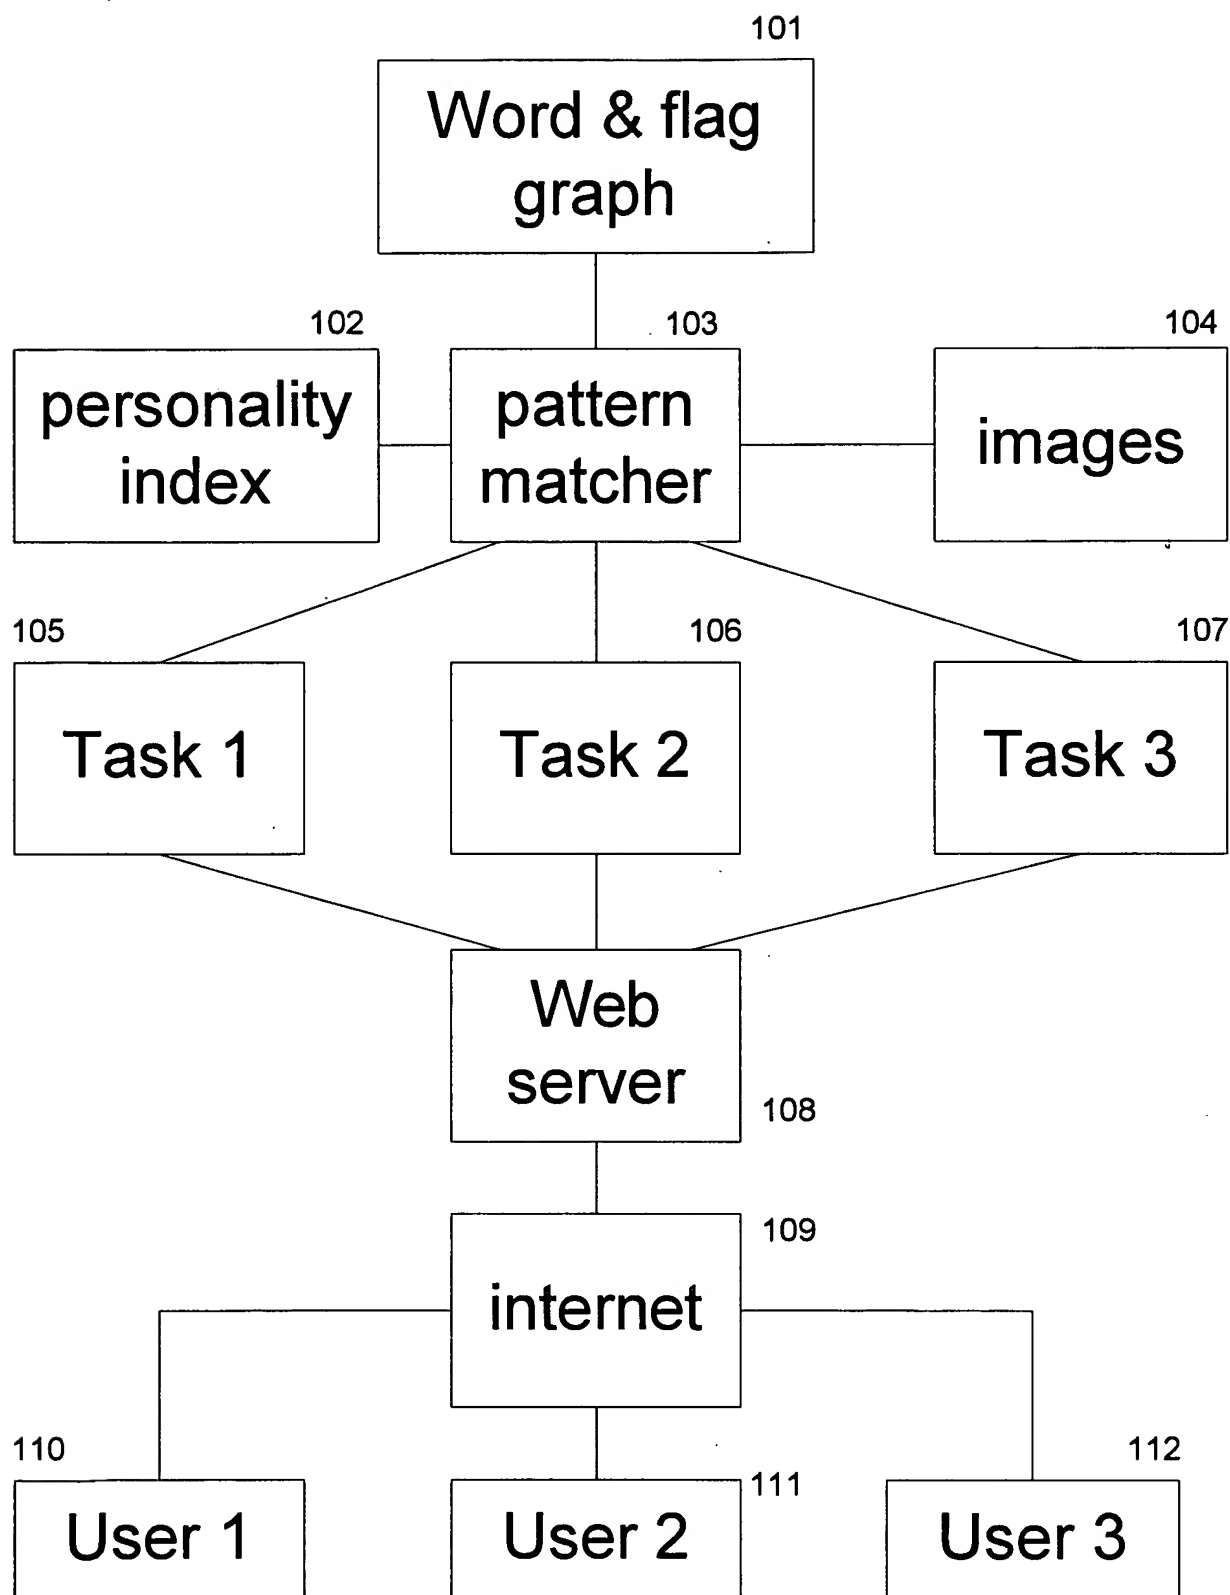 101
Word & flag
graph
102
personality
index
103
pattern
matcher
104
images
105
Task 1
106
Task 2
107
Task 3
Web
server
108
109
internet
110
User 1
111
User 2
112
User 3